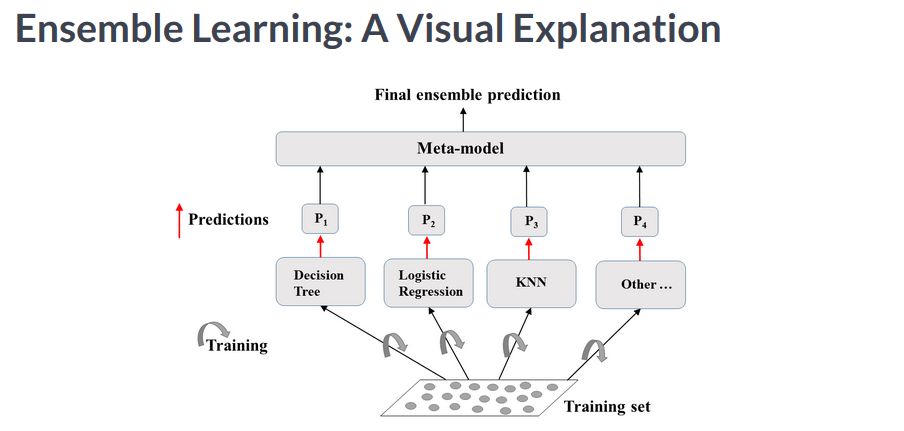 Ensemble Learning: A Visual Explanation
Final ensemble prediction
Meta-model
Predictions
P1
P2
P3
P4
Decision
Tree
Logistic
Regression
KNN
Other ...
Training
Training set